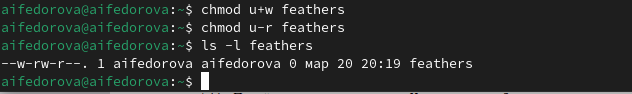 aifedorova@aifedorova:~$ chmod u+w feathers
aifedorova@aifedorova:~$ chmod u-r feathers
aifedorova@aifedorova:~$ ls -l feathers
--w-rw-r--. 1 aifedorova aifedorova 0 мар 20 20:19 feathers
aifedorova@aifedorova:~$